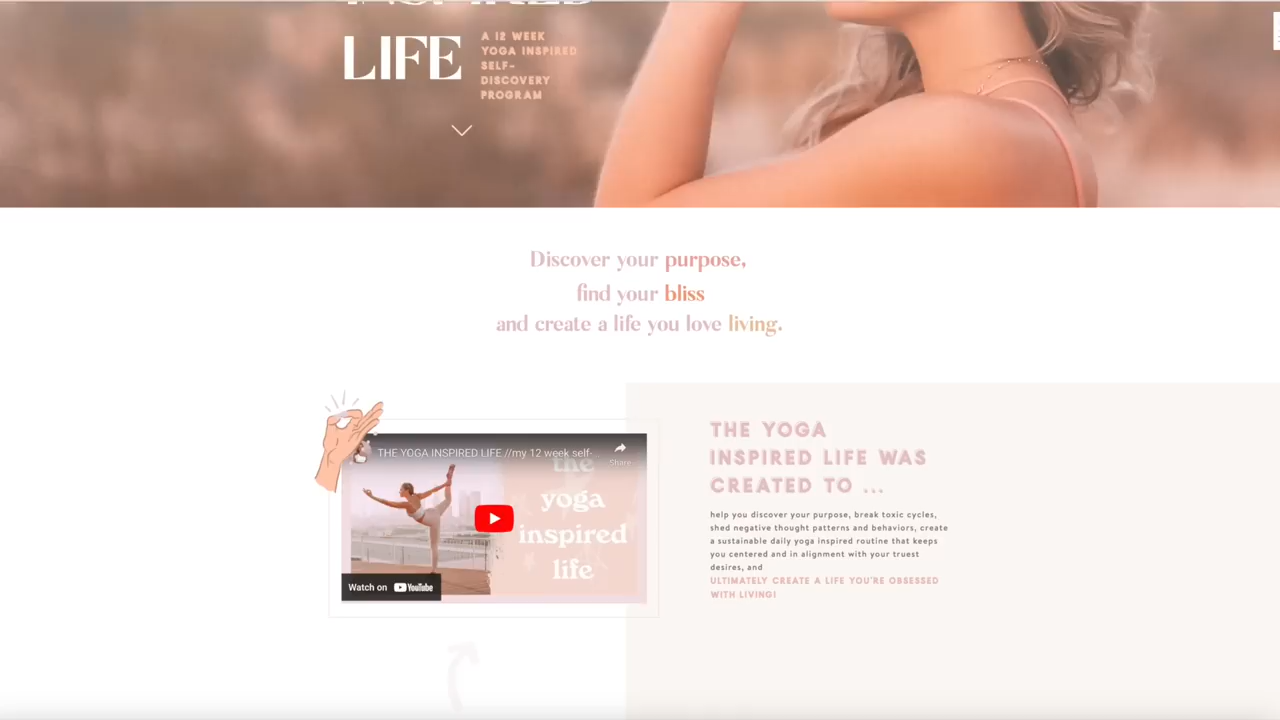 INSPIRED
LIFE
A 12 WEEK
YOGA INSPIRED
SELF-
DISCOVERY
PROGRAM
Discover your purpose,
find your bliss
and create a life you love living.
THE YOGA INSPIRED LIFE //my 12 week self-
Share
the
yoga
inspired
life
Watch on YouTube
THE YOGA
INSPIRED LIFE WAS
CREATED TO ...
help you discover your purpose, break toxic cycles,
shed negative thought patterns and behaviors, create
a sustainable daily yoga inspired routine that keeps
you centered and in alignment with your truest
desires, and
ULTIMATELY CREATE A LIFE YOU'RE OBSESSED
WITH LIVING!